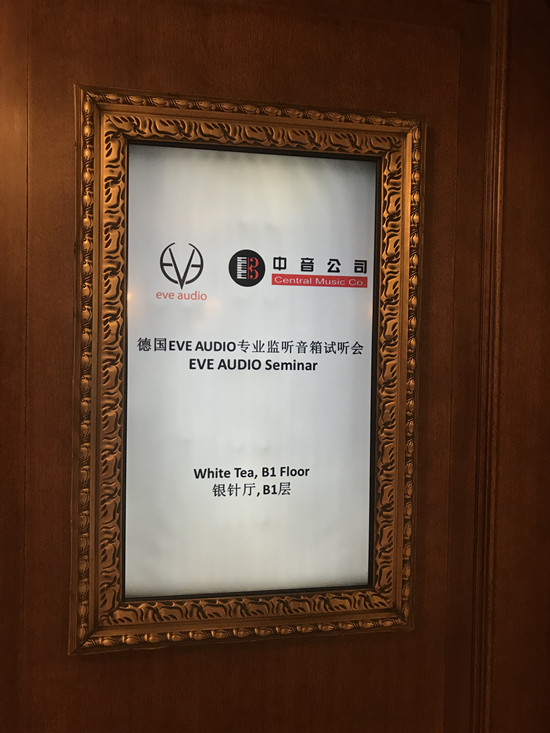 EVE
eve audio
中音公司
Central Music Co.
德国EVE AUDIO专业监听音箱试听会
EVE AUDIO Seminar
White Tea, B1 Floor
银针厅, B1层